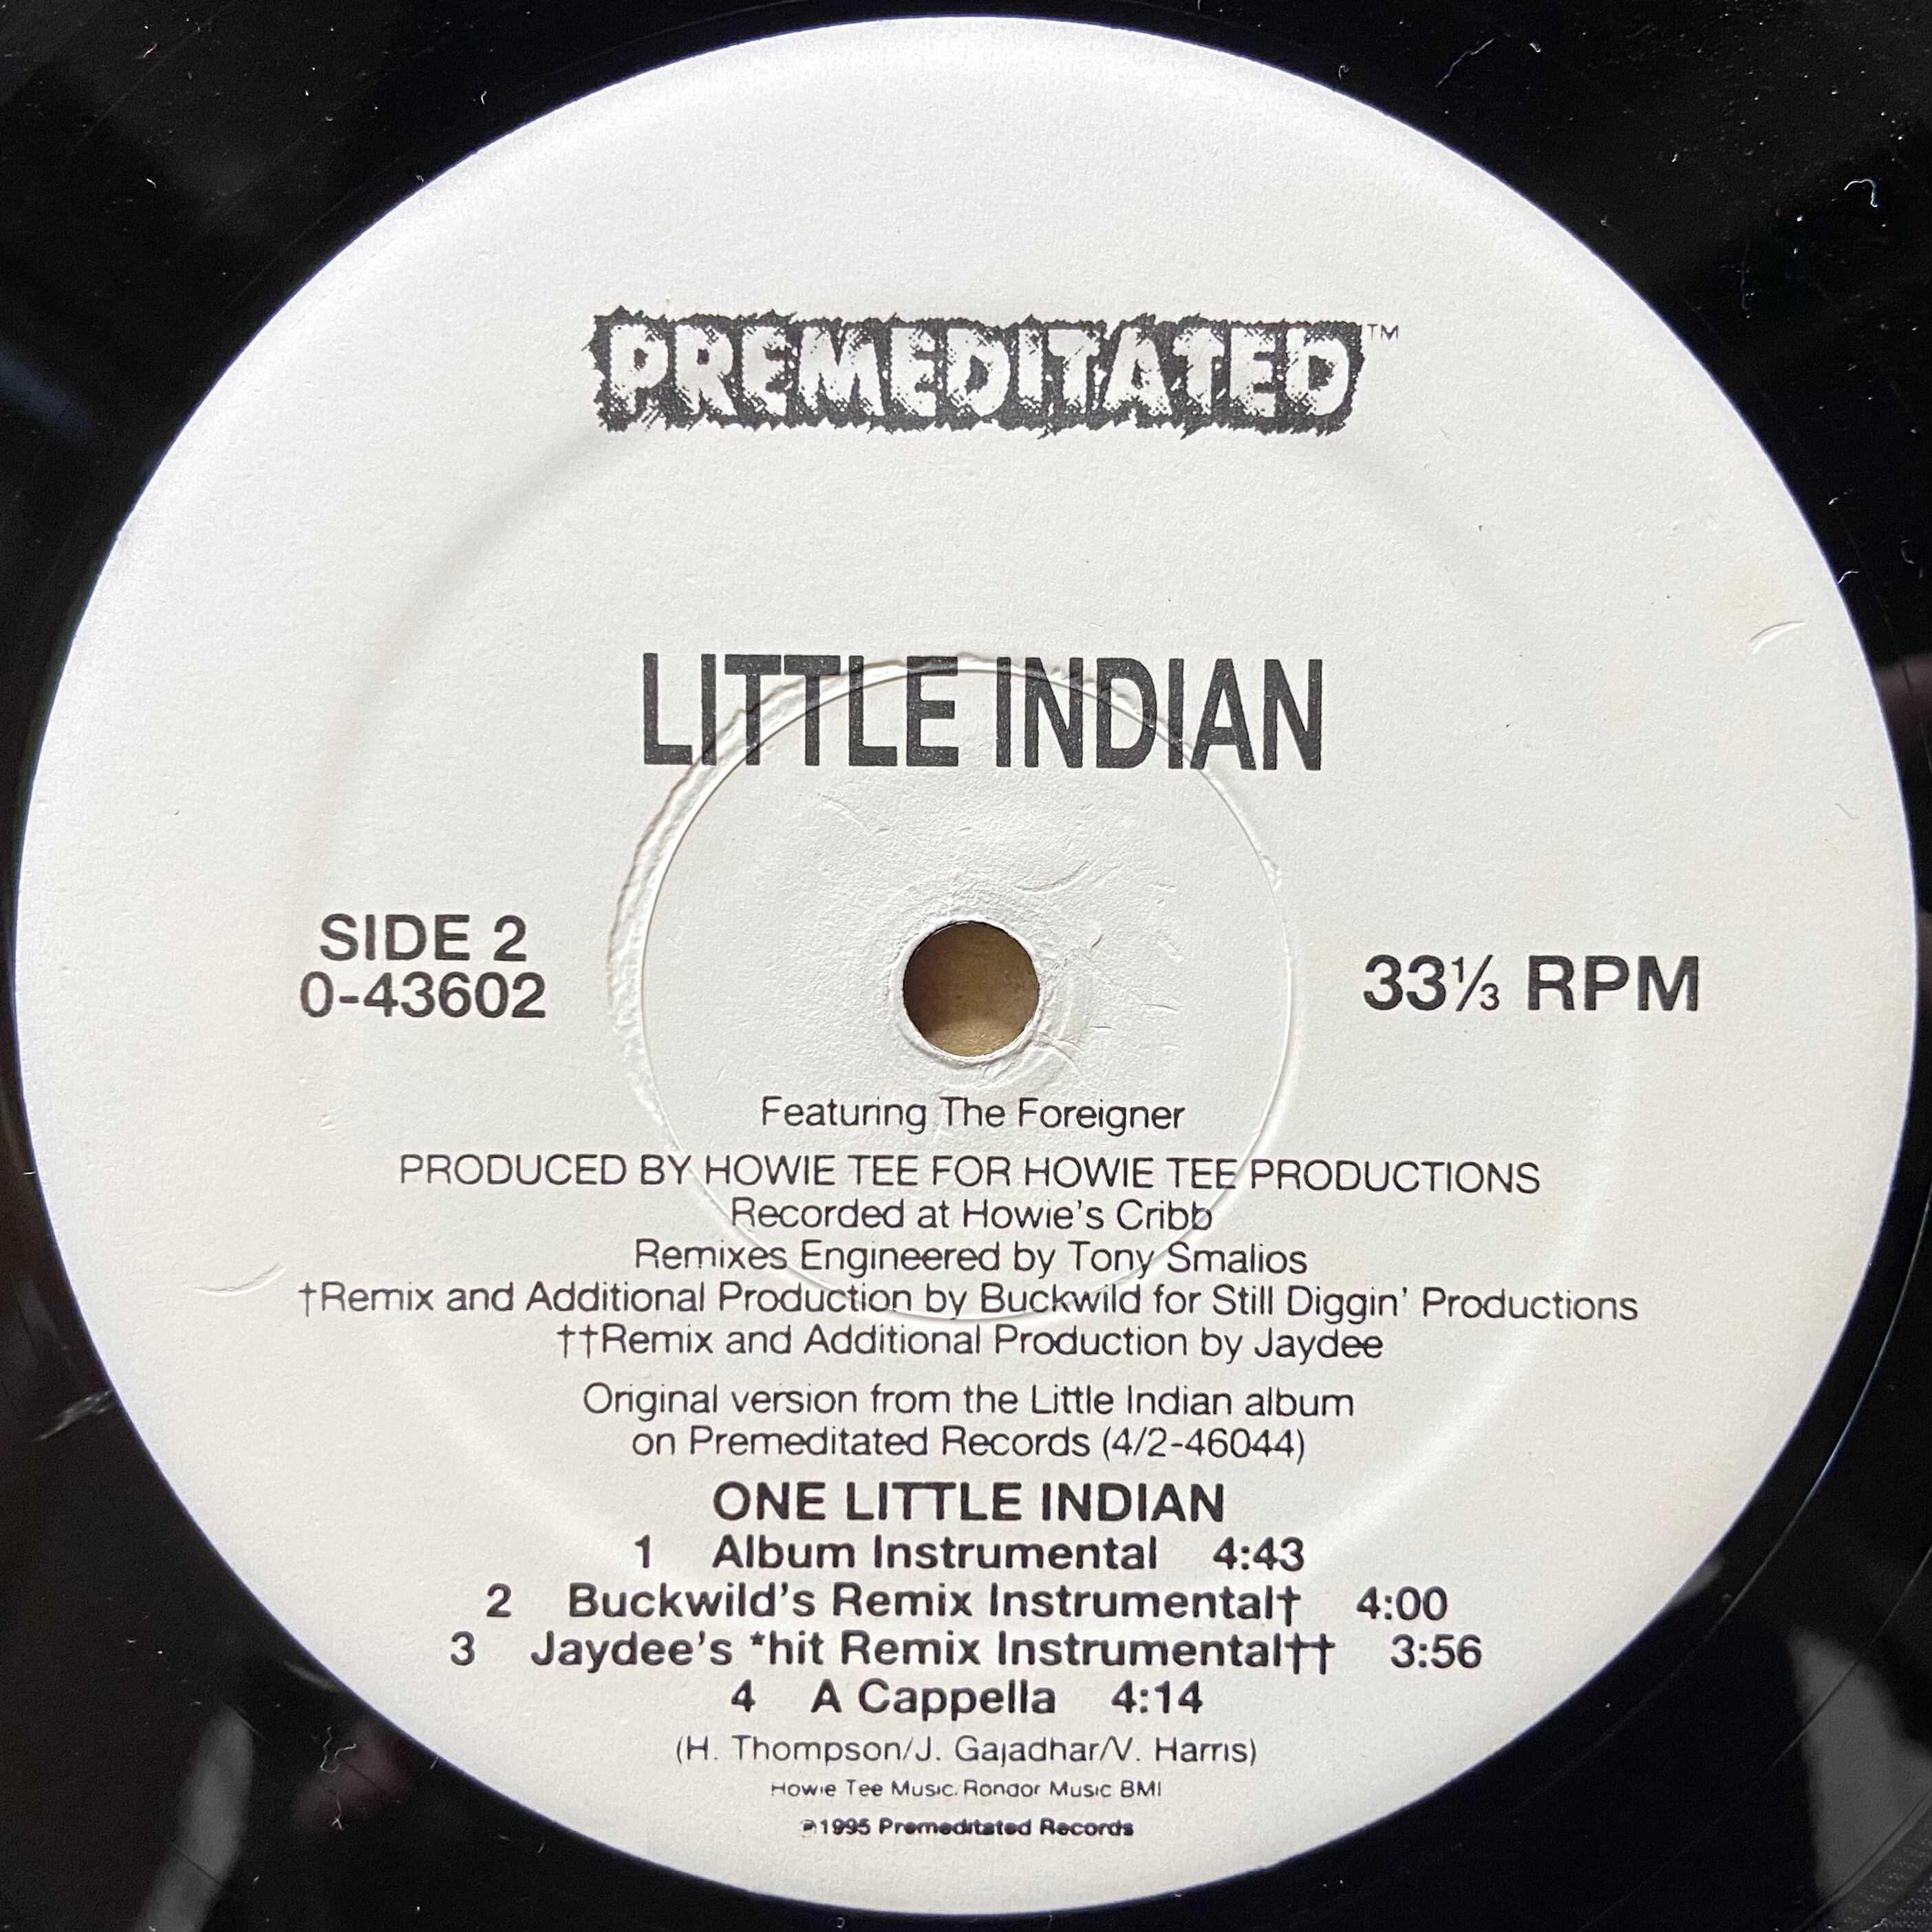 PREMEDITATED™
LITTLE INDIAN
SIDE 2
0-43602
33⅓ RPM
Featuring The Foreigner
PRODUCED BY HOWIE TEE FOR HOWIE TEE PRODUCTIONS
Recorded at Howie's Cribb
Remixes Engineered by Tony Smalios
†Remix and Additional Production by Buckwild for Still Diggin' Productions
††Remix and Additional Production by Jaydee
Original version from the Little Indian album
on Premeditated Records (4/2-46044)
ONE LITTLE INDIAN
1 Album Instrumental 4:43
2 Buckwild's Remix Instrumental† 4:00
3 Jaydee's *hit Remix Instrumental†† 3:56
4 A Cappella 4:14
(H. Thompson/J. Gajadhar/V. Harris)
Howie Tee Music, Rondor Music BMI
℗1995 Premeditated Records